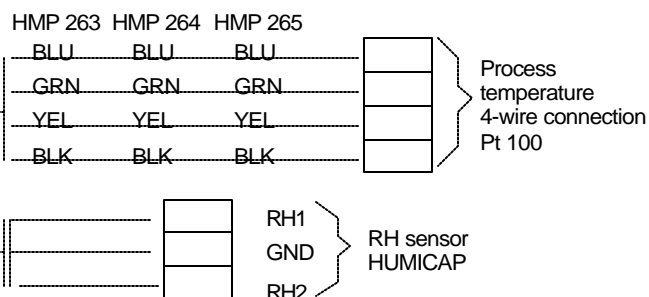 HMP 263 HMP 264 HMP 265
BLU BLU BLU
GRN GRN GRN
YEL YEL YEL
BLK BLK BLK
Process
temperature
4-wire connection
Pt 100
RH1
GND
RH2
RH sensor
HUMICAP